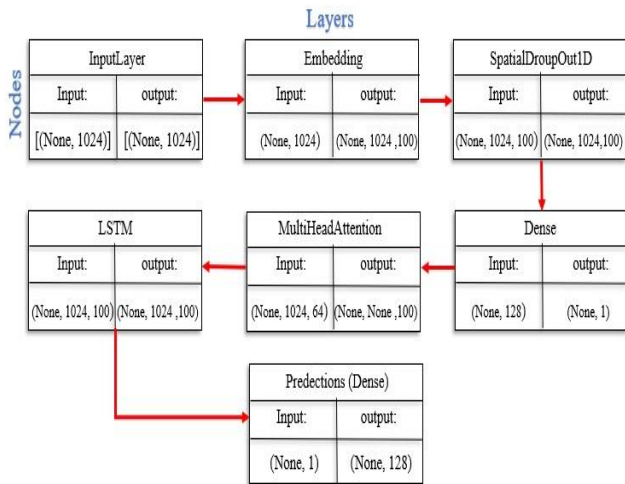 Layers
Nodes
InputLayer
Input: output:
[(None, 1024)] [(None, 1024)]
Embedding
Input: output:
(None, 1024) (None, 1024 ,100)
SpatialDroupOut1D
Input: output:
(None, 1024, 100) (None, 1024,100)
LSTM
Input: output:
(None, 1024, 100) (None, 1024 ,100)
MultiHeadAttention
Input: output:
(None, 1024, 64) (None, None ,100)
Dense
Input: output:
(None, 128) (None, 1)
Predections (Dense)
Input: output:
(None, 1) (None, 128)